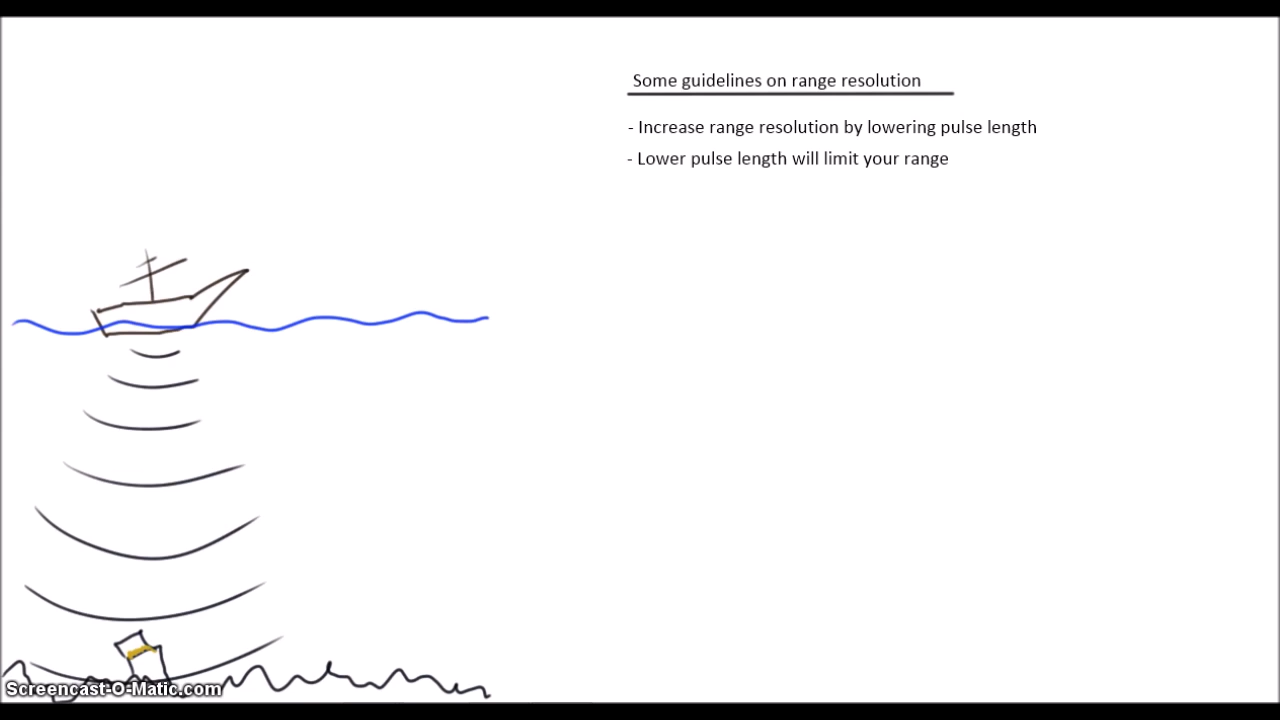 Some guidelines on range resolution
- Increase range resolution by lowering pulse length
- Lower pulse length will limit your range
Screencast-O-Matic.com